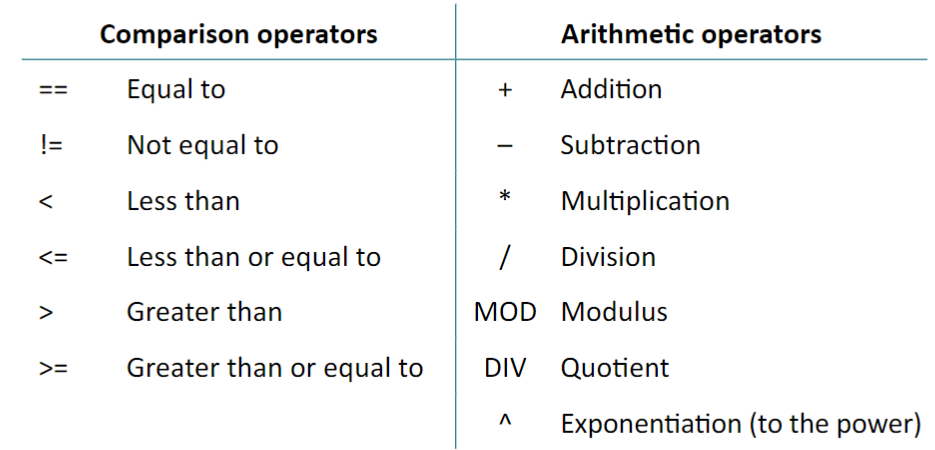 Comparison operators
== Equal to
!= Not equal to
< Less than
<= Less than or equal to
> Greater than
>= Greater than or equal to
Arithmetic operators
+ Addition
– Subtraction
* Multiplication
/ Division
MOD Modulus
DIV Quotient
^ Exponentiation (to the power)